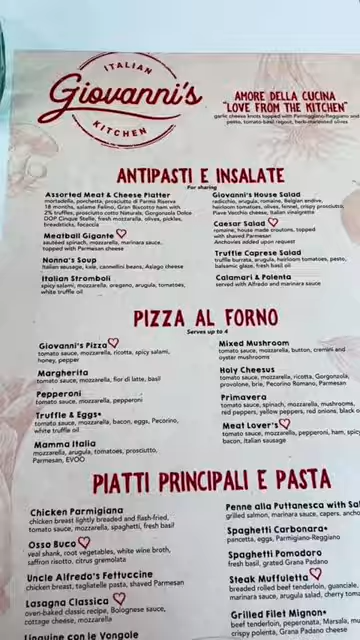 ITALIAN
Giovanni's
KITCHEN
AMORE DELLA CUCINA
"LOVE FROM THE KITCHEN"
garlic cheese knots topped with Parmigiano-Reggiano and
pesto, tomato-basil ragout, herb-marinated olives
ANTIPASTI E INSALATE
For sharing
Assorted Meat & Cheese Platter
mortadella, porchetta, prosciutto di Parma Riserva
18 months, salame Felino, Gran Biscotto ham with
2% truffles, prosciutto cotto Naturals, Gorgonzola Dolce
DOP Cinque Stelle, fresh mozzarella, olives, pickles,
breadsticks, focaccia
Meatball Gigante
sautéed spinach, mozzarella, marinara sauce,
topped with Parmesan cheese
Nonna's Soup
Italian sausage, kale, cannellini beans, Asiago cheese
Italian Stromboli
spicy salami, mozzarella, oregano, arugula, tomatoes,
white truffle oil
Giovanni's House Salad
radicchio, arugula, romaine, Belgian endive,
heirloom tomatoes, olives, fennel, crispy prosciutto,
Piave Vecchio cheese, Italian vinaigrette
Caesar Salad
romaine, house made croutons, topped
with shaved Parmesan
Anchovies added upon request
Truffle Caprese Salad
truffle burrata, arugula, heirloom tomatoes, pesto,
balsamic glaze, fresh basil oil
Calamari & Polenta
served with Alfredo and marinara sauce
PIZZA AL FORNO
Serves up to 4
Giovanni's Pizza
tomato sauce, mozzarella, ricotta, spicy salami,
honey, pepper
Margherita
tomato sauce, mozzarella, fior di latte, basil
Pepperoni
tomato sauce, mozzarella, pepperoni
Truffle & Eggs*
tomato sauce, mozzarella, bacon, eggs, Pecorino,
white truffle oil
Mamma Italia
mozzarella, arugula, tomatoes, prosciutto,
Parmesan, EVOO
Mixed Mushroom
tomato sauce, mozzarella, button, cremini and
oyster mushrooms
Holy Cheesus
tomato sauce, mozzarella, ricotta, Gorgonzola,
provolone, brie, Pecorino Romano, Parmesan
Primavera
tomato sauce, spinach, mozzarella, mushrooms,
red peppers, yellow peppers, red onions, black o
Meat Lover's
tomato sauce, mozzarella, pepperoni, ham, spicy
bacon, Italian sausage
PIATTI PRINCIPALI E PASTA
Chicken Parmigiana
chicken breast lightly breaded and flash-fried,
tomato sauce, mozzarella, spaghetti, fresh basil
Osso Buco
veal shank, root vegetables, white wine broth,
saffron risotto, citrus gremolata
Uncle Alfredo's Fettuccine
chicken breast, tagliatelle pasta, shaved Parmesan
Lasagna Classica
oven-baked classic recipe, Bolognese sauce,
cottage cheese, mozzarella
Linguine con le Vongole
Penne alla Puttanesca with Sal
grilled salmon, marinara sauce, capers, ancho
Spaghetti Carbonara*
pancetta, eggs, Parmigiano-Reggiano
Spaghetti Pomodoro
fresh basil, grated Grana Padano
Steak Muffuletta
breaded rolled beef tenderloin, guanciale,
marinara sauce, arugula salad, cherry toma
Grilled Filet Mignon*
beef tenderloin, peperonata, Marsala, mu
crispy polenta, Grana Padano cheese